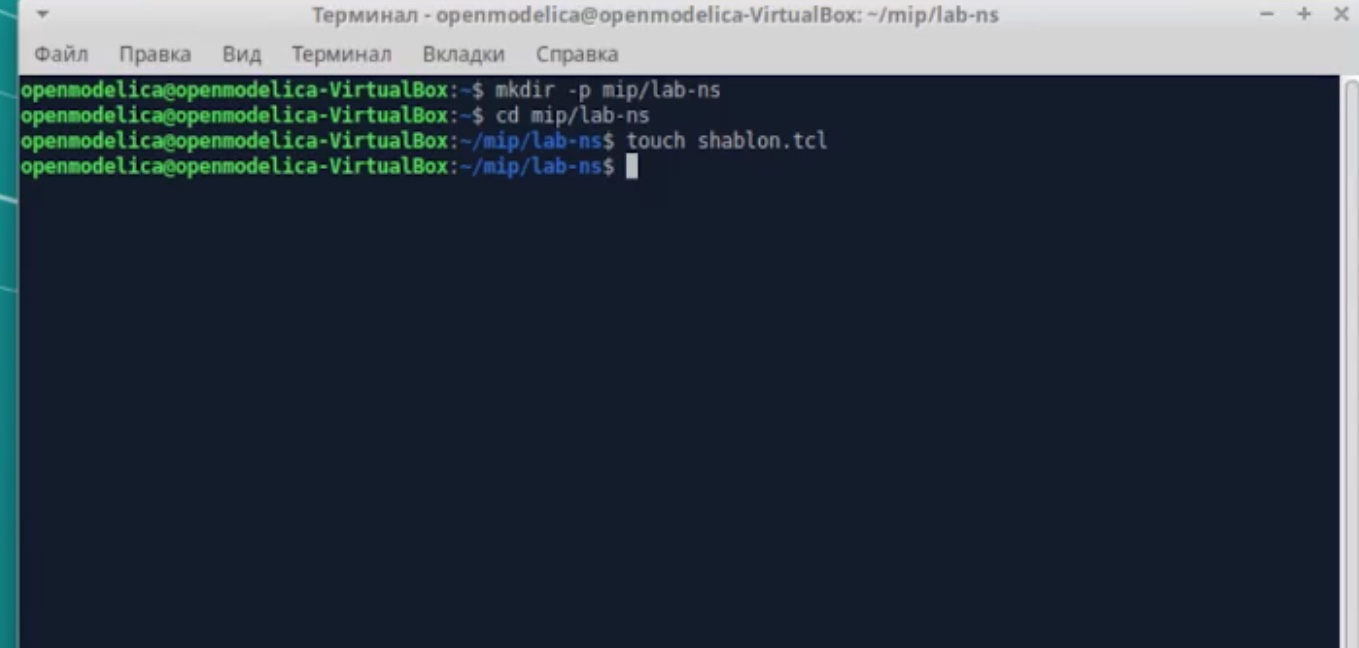 Терминал - openmodelica@openmodelica-VirtualBox: ~/mip/lab-ns
Файл Правка Вид Терминал Вкладки Справка
openmodelica@openmodelica-VirtualBox:~$ mkdir -p mip/lab-ns
openmodelica@openmodelica-VirtualBox:~$ cd mip/lab-ns
openmodelica@openmodelica-VirtualBox:~/mip/lab-ns$ touch shablon.tcl
openmodelica@openmodelica-VirtualBox:~/mip/lab-ns$